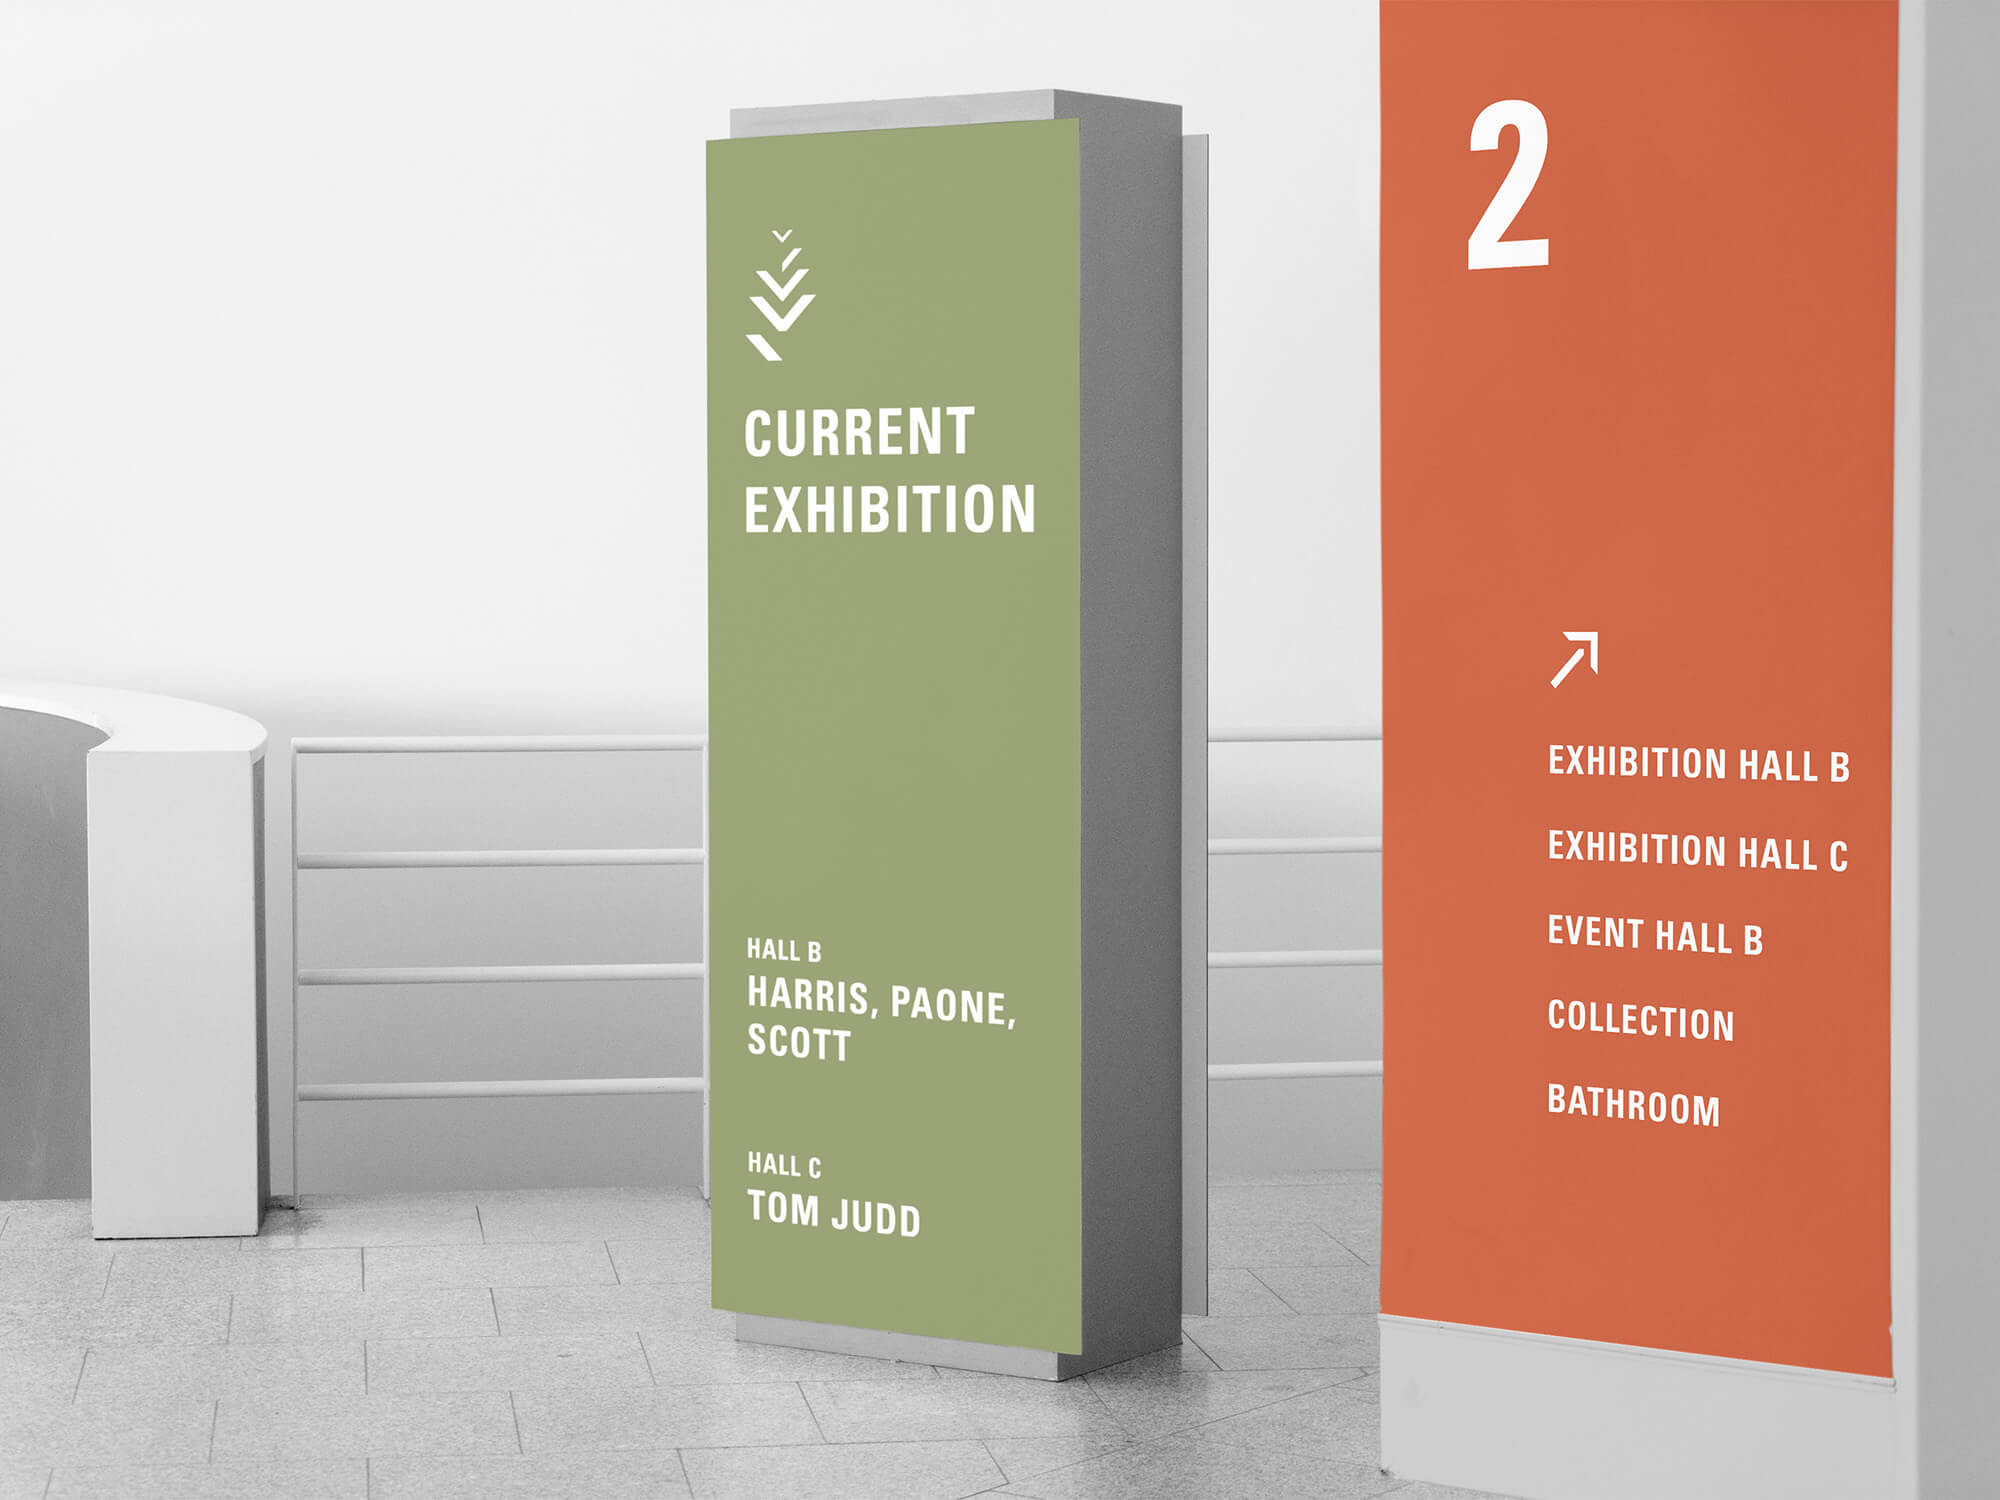 CURRENT
EXHIBITION
HALL B
HARRIS, PAONE,
SCOTT
HALL C
TOM JUDD
2
EXHIBITION HALL B
EXHIBITION HALL C
EVENT HALL B
COLLECTION
BATHROOM